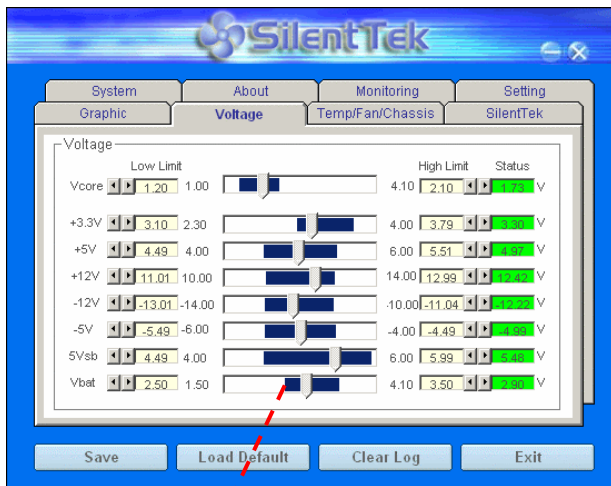 SilentTek
System About Monitoring Setting
Graphic Voltage Temp/Fan/Chassis SilentTek
Voltage
Low Limit High Limit Status
Vcore 1.20 1.00 4.10 2.10 1.73 V
+3.3V 3.10 2.30 4.00 3.79 3.30 V
+5V 4.49 4.00 6.00 5.51 4.97 V
+12V 11.01 10.00 14.00 12.99 12.42 V
-12V -13.01 -14.00 -10.00 -11.04 -12.22 V
-5V -5.49 -6.00 -4.00 -4.49 -4.99 V
5Vsb 4.49 4.00 6.00 5.99 5.48 V
Vbat 2.50 1.50 4.10 3.50 2.90 V
Save Load Default Clear Log Exit